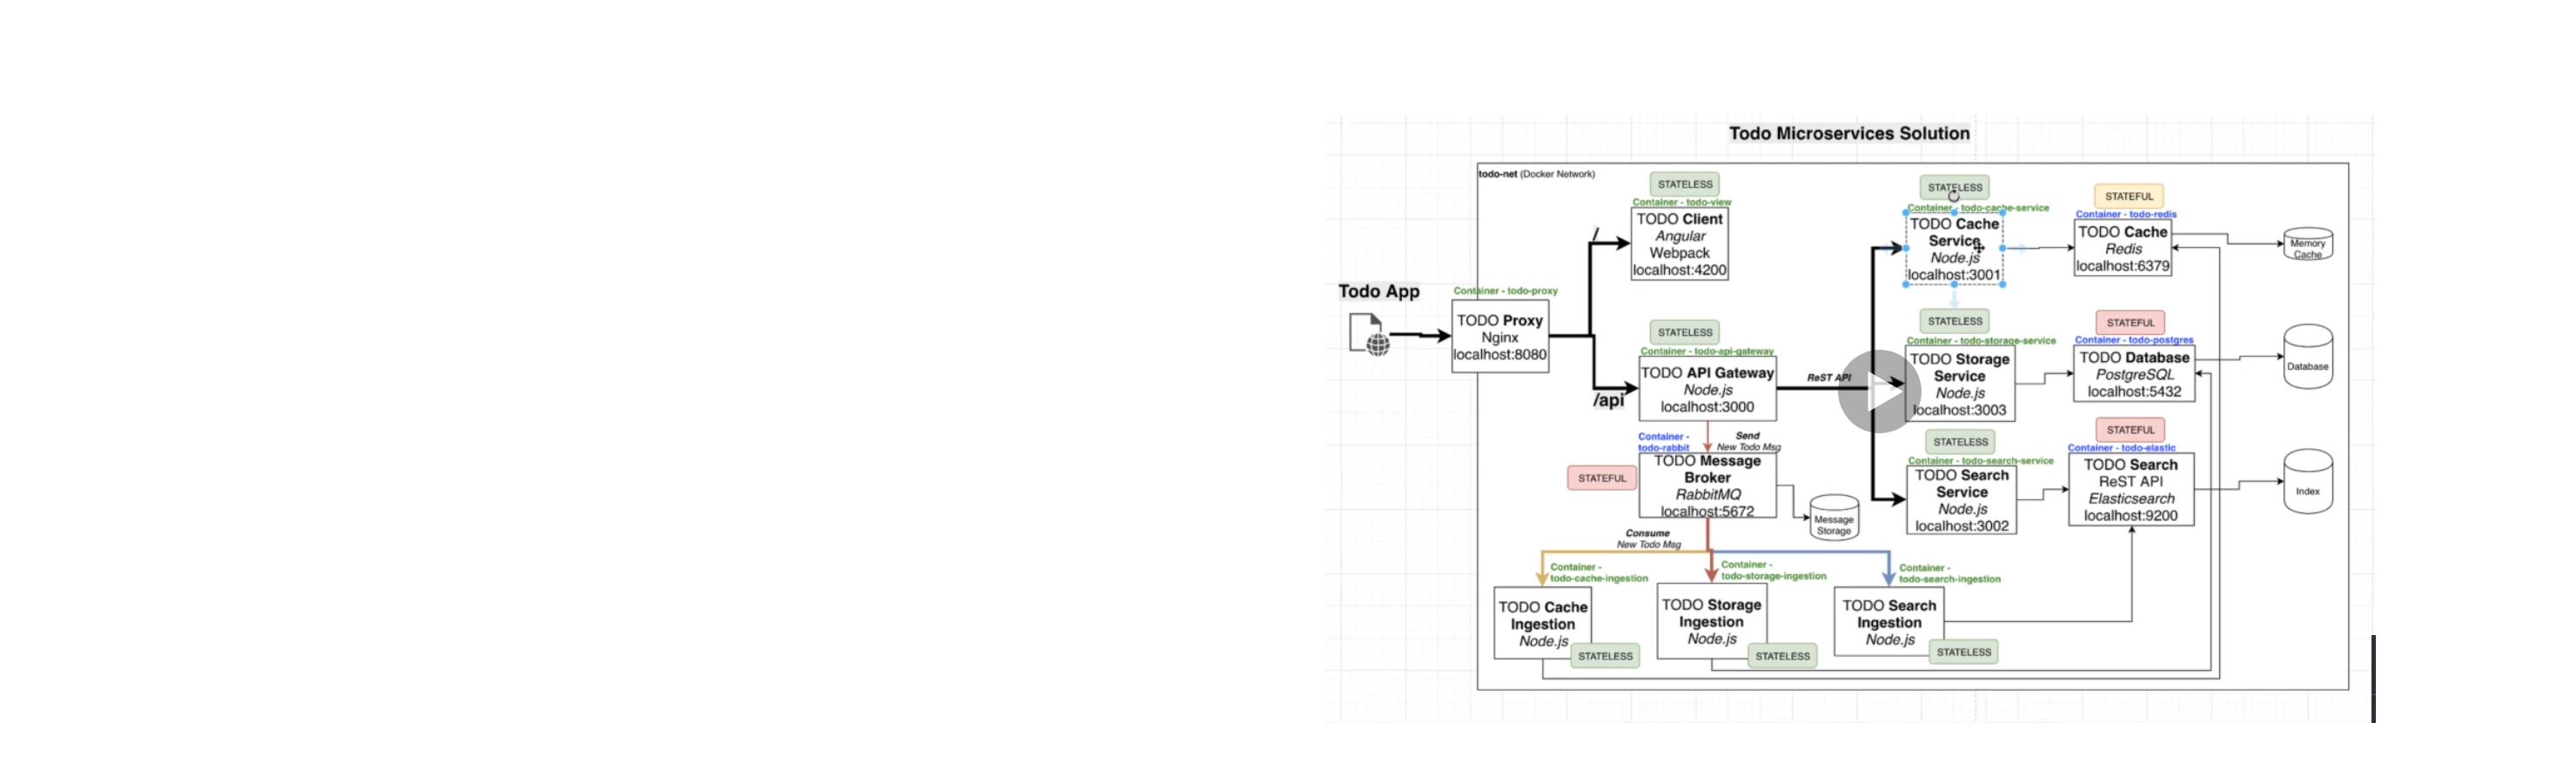 Todo Microservices Solution
todo-net (Docker Network)
STATELESS
Container - todo-view
TODO Client
Angular
Webpack
localhost:4200
STATELESS
Container - todo-cache-service
TODO Cache
Service
Node.js
localhost:3001
STATEFUL
Container - todo-redis
TODO Cache
Redis
localhost:6379
Memory
Cache
/
Todo App
Container - todo-proxy
TODO Proxy
Nginx
localhost:8080
/api
STATELESS
Container - todo-api-gateway
TODO API Gateway
Node.js
localhost:3000
ReST API
STATELESS
Container - todo-storage-service
TODO Storage
Service
Node.js
localhost:3003
STATEFUL
Container - todo-postgres
TODO Database
PostgreSQL
localhost:5432
Database
Container -
todo-rabbit
Send
New Todo Msg
STATEFUL
TODO Message
Broker
RabbitMQ
localhost:5672
Message
Storage
STATELESS
Container - todo-search-service
TODO Search
Service
Node.js
localhost:3002
STATEFUL
Container - todo-elastic
TODO Search
ReST API
Elasticsearch
localhost:9200
Index
Consume
New Todo Msg
Container -
todo-cache-ingestion
TODO Cache
Ingestion
Node.js
STATELESS
Container -
todo-storage-ingestion
TODO Storage
Ingestion
Node.js
STATELESS
Container -
todo-search-ingestion
TODO Search
Ingestion
Node.js
STATELESS